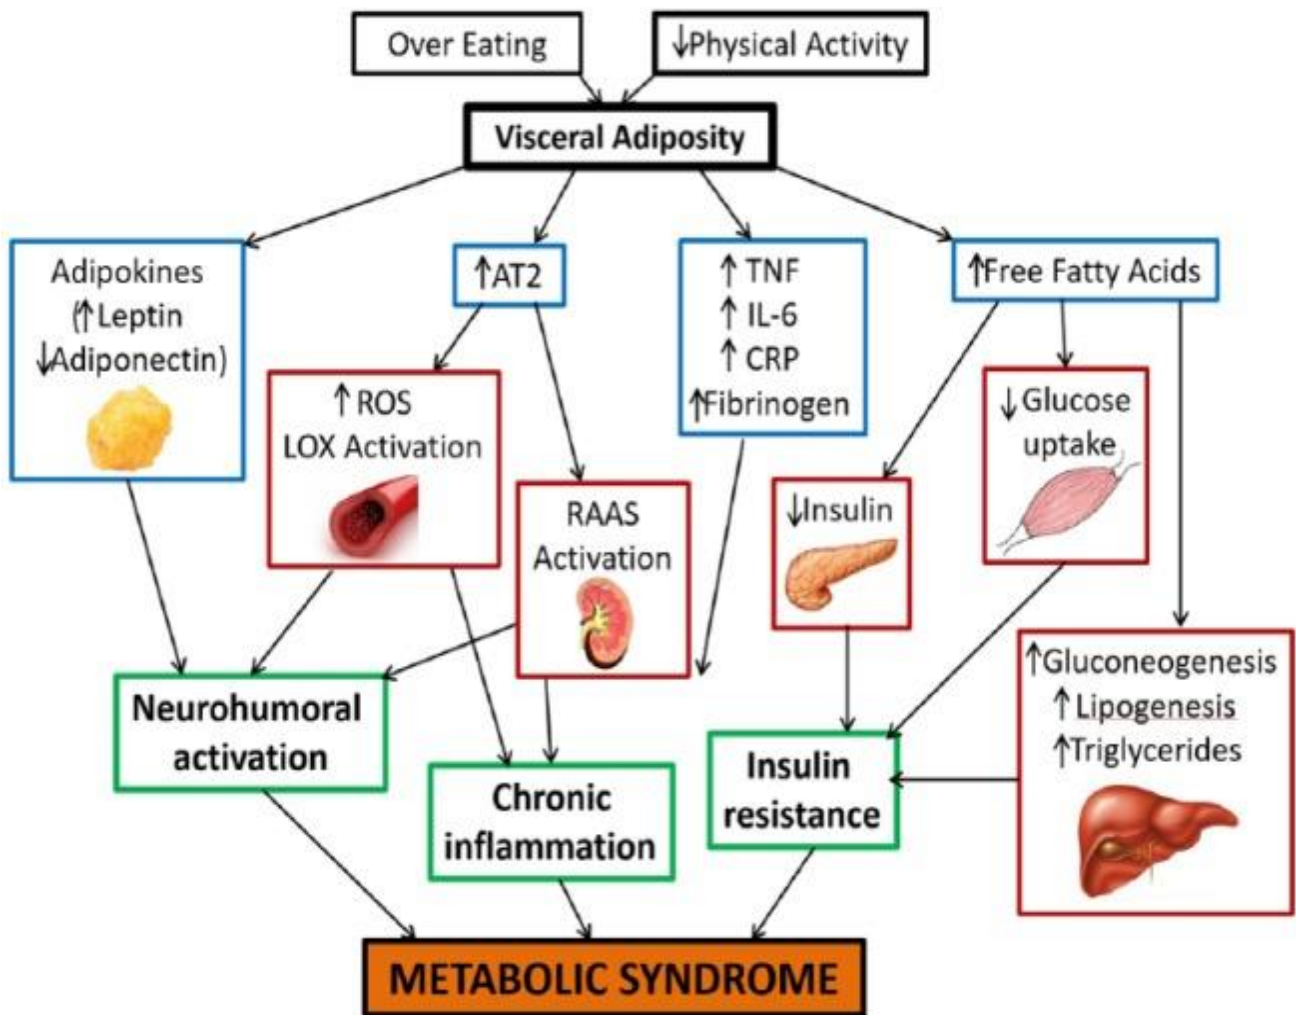 Over Eating
↓Physical Activity
Visceral Adiposity
Adipokines
(↑Leptin
↓Adiponectin)
↑AT2
↑ TNF
↑ IL-6
↑ CRP
↑Fibrinogen
↑Free Fatty Acids
↑ ROS
LOX Activation
RAAS
Activation
↓Insulin
↓ Glucose
uptake
↑Gluconeogenesis
↑ Lipogenesis
↑Triglycerides
Neurohumoral
activation
Chronic
inflammation
Insulin
resistance
METABOLIC SYNDROME